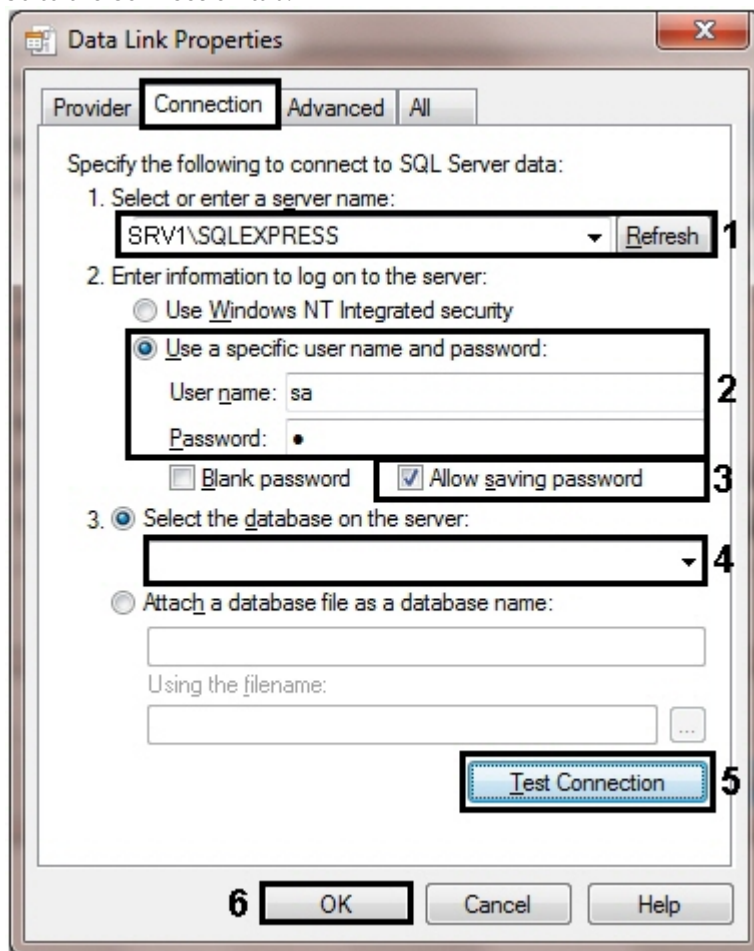 Data Link Properties
Provider Connection Advanced All
Specify the following to connect to SQL Server data:
1. Select or enter a server name:
SRV1\SQLEXPRESS Refresh 1
2. Enter information to log on to the server:
Use Windows NT Integrated security
Use a specific user name and password:
User name: sa 2
Password: ●
Blank password Allow saving password 3
3. Select the database on the server:
4
Attach a database file as a database name:
Using the filename:
...
Test Connection 5
6 OK Cancel Help